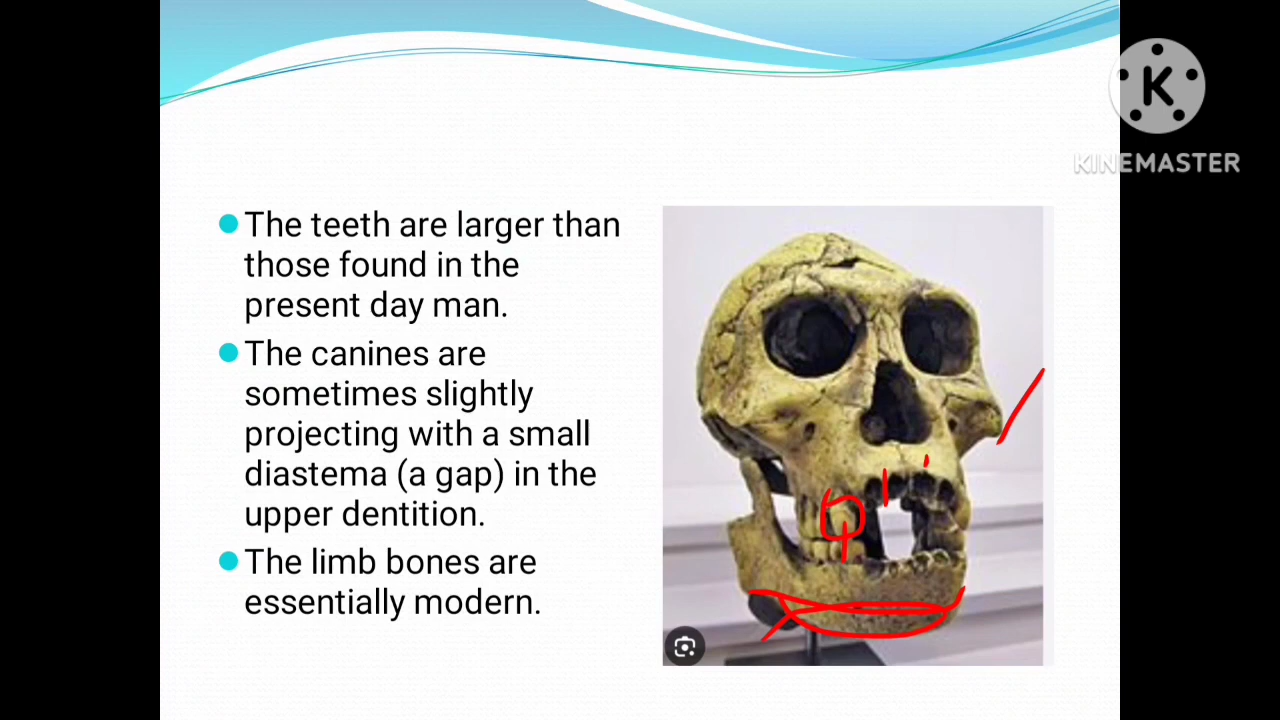 K
KINEMASTER
The teeth are larger than
those found in the
present day man.
The canines are
sometimes slightly
projecting with a small
diastema (a gap) in the
upper dentition.
The limb bones are
essentially modern.